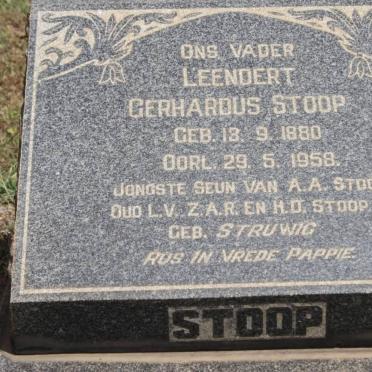 ONS VADER
LEENDERT
GERHARDUS STOOP
GEB. 13. 9. 1880
OORL. 29. 5. 1958.
JONGSTE SEUN VAN A.A. STOO
OUD L.V. Z.A.R. EN H.D. STOOP
GEB. STRUWIG
RUS IN VREDE PAPPIE.
STOOP